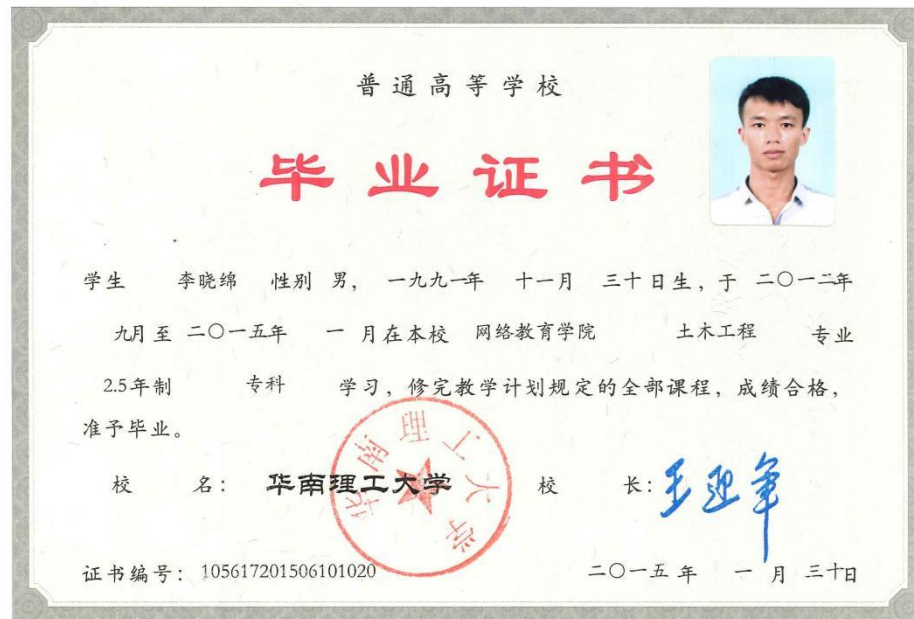 普通高等学校
毕业证书
学生 李晓绵 性别 男，一九九一年 十一月 三十日生，于 二〇一二年
九月至 二〇一五年 一 月在本校 网络教育学院 土木工程 专业
2.5年制 专科 学习，修完教学计划规定的全部课程，成绩合格，
准予毕业。
校 名： 华南理工大学 校 长：王迎军
华南理工大学
证书编号：105617201506101020 二〇一五年 一 月 三十日